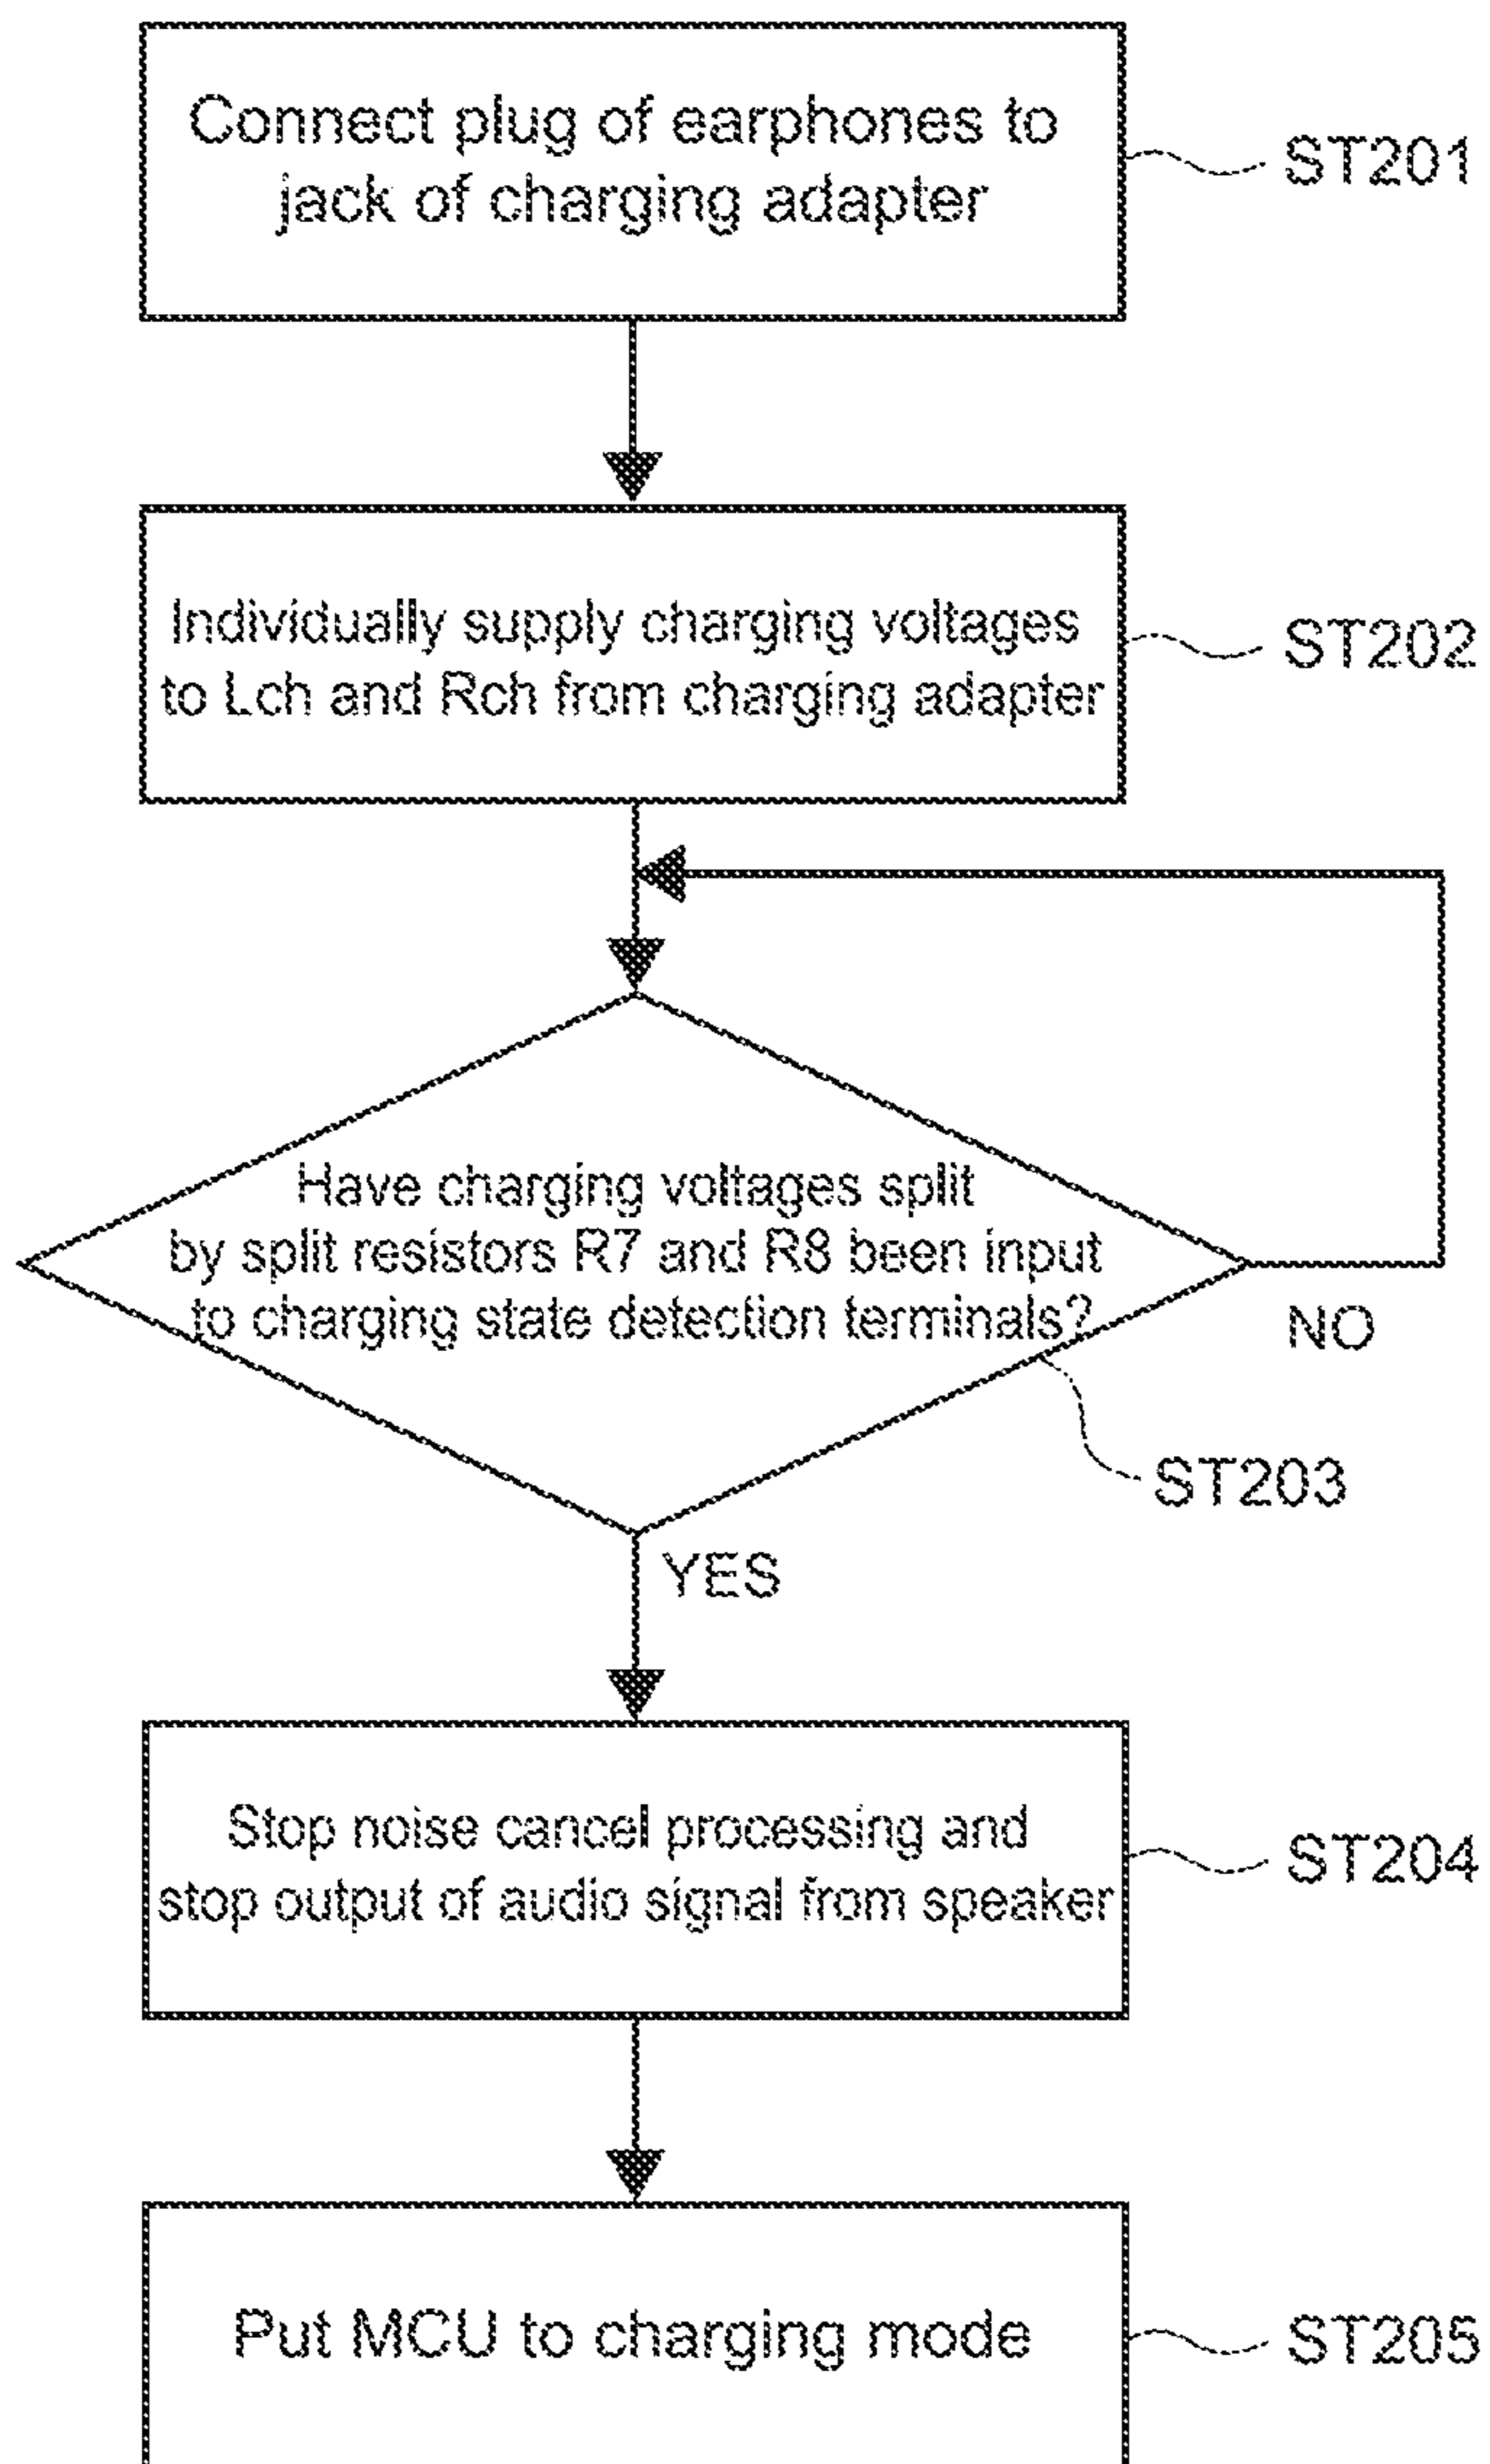 Connect plug of earphones to
jack of charging adapter
ST201
Individually supply charging voltages
to Lch and Rch from charging adapter
ST202
Have charging voltages split
by split resistors R7 and R8 been input
to charging state detection terminals?
NO
ST203
YES
Stop noise cancel processing and
stop output of audio signal from speaker
ST204
Put MCU to charging mode
ST205